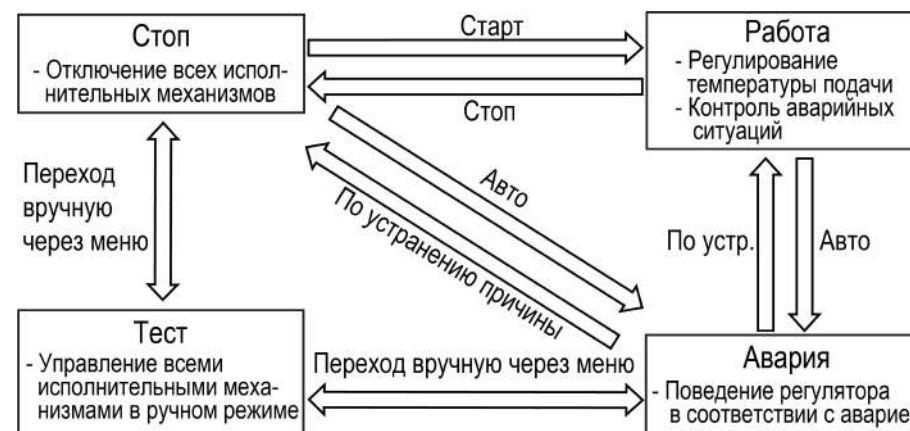 Стоп
- Отключение всех испол-
нительных механизмов
Старт
Стоп
Работа
- Регулирование
температуры подачи
- Контроль аварийных
ситуаций
Переход
вручную
через меню
Авто
По устранению причины
По устр.
Авто
Тест
- Управление всеми
исполнительными меха-
низмами в ручном режиме
Переход вручную через меню
Авария
- Поведение регулятора
в соответствии с аварие